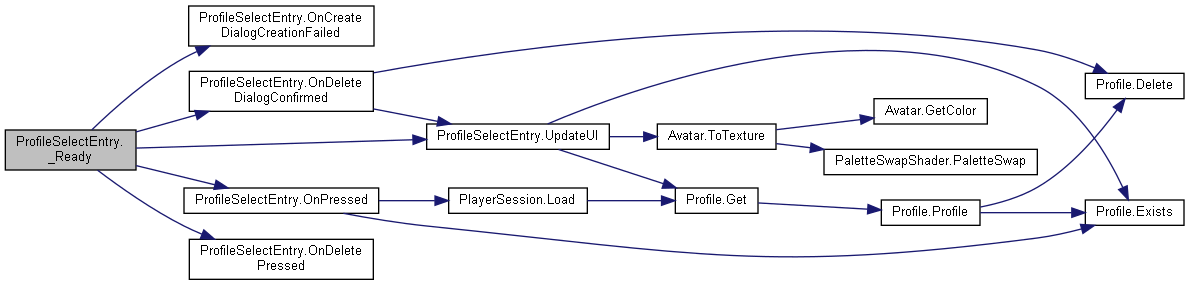 ProfileSelectEntry.
_Ready
ProfileSelectEntry.OnCreate
DialogCreationFailed
ProfileSelectEntry.OnDelete
DialogConfirmed
ProfileSelectEntry.OnPressed
ProfileSelectEntry.OnDelete
Pressed
ProfileSelectEntry.UpdateUI
PlayerSession.Load
Avatar.ToTexture
Profile.Get
Avatar.GetColor
PaletteSwapShader.PaletteSwap
Profile.Profile
Profile.Delete
Profile.Exists